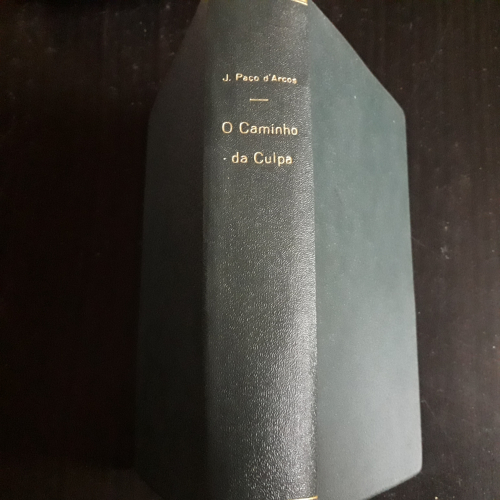 J. Paço d'Arcos
O Caminho
da Culpa